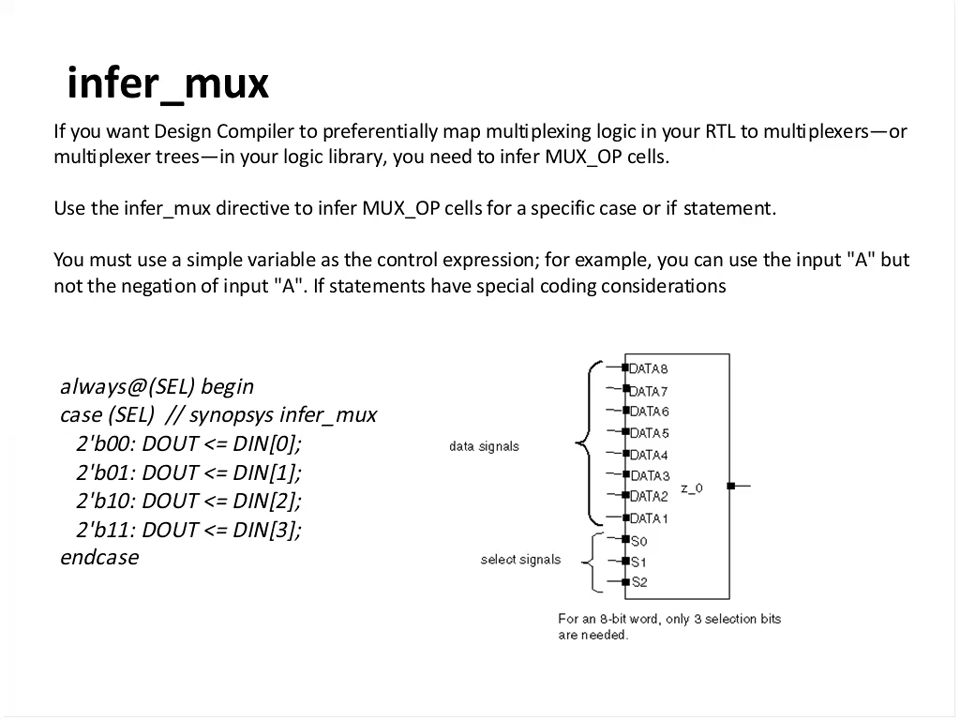 infer_mux
If you want Design Compiler to preferentially map multiplexing logic in your RTL to multiplexers—or
multiplexer trees—in your logic library, you need to infer MUX_OP cells.
Use the infer_mux directive to infer MUX_OP cells for a specific case or if statement.
You must use a simple variable as the control expression; for example, you can use the input "A" but
not the negation of input "A". If statements have special coding considerations
always@(SEL) begin
case (SEL) // synopsys infer_mux
2'b00: DOUT <= DIN[0];
2'b01: DOUT <= DIN[1];
2'b10: DOUT <= DIN[2];
2'b11: DOUT <= DIN[3];
endcase
data signals
select signals
DATA8
DATA7
DATA6
DATA5
DATA4
DATA3
DATA2
DATA1
S0
S1
S2
z_0
For an 8-bit word, only 3 selection bits
are needed.